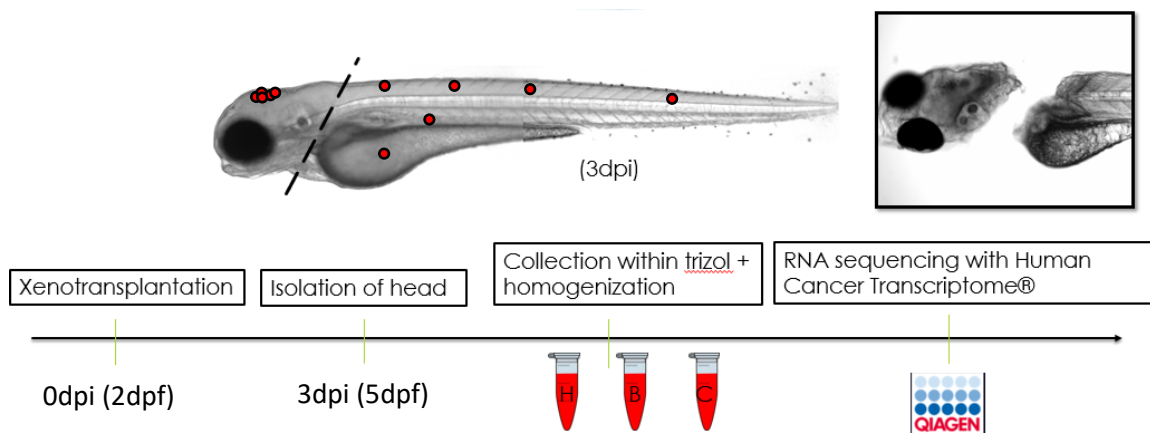 (3dpi)
Xenotransplantation
Isolation of head
Collection within trizol +
homogenization
RNA sequencing with Human
Cancer Transcriptome®
0dpi (2dpf)
3dpi (5dpf)
H
B
C
QIAGEN